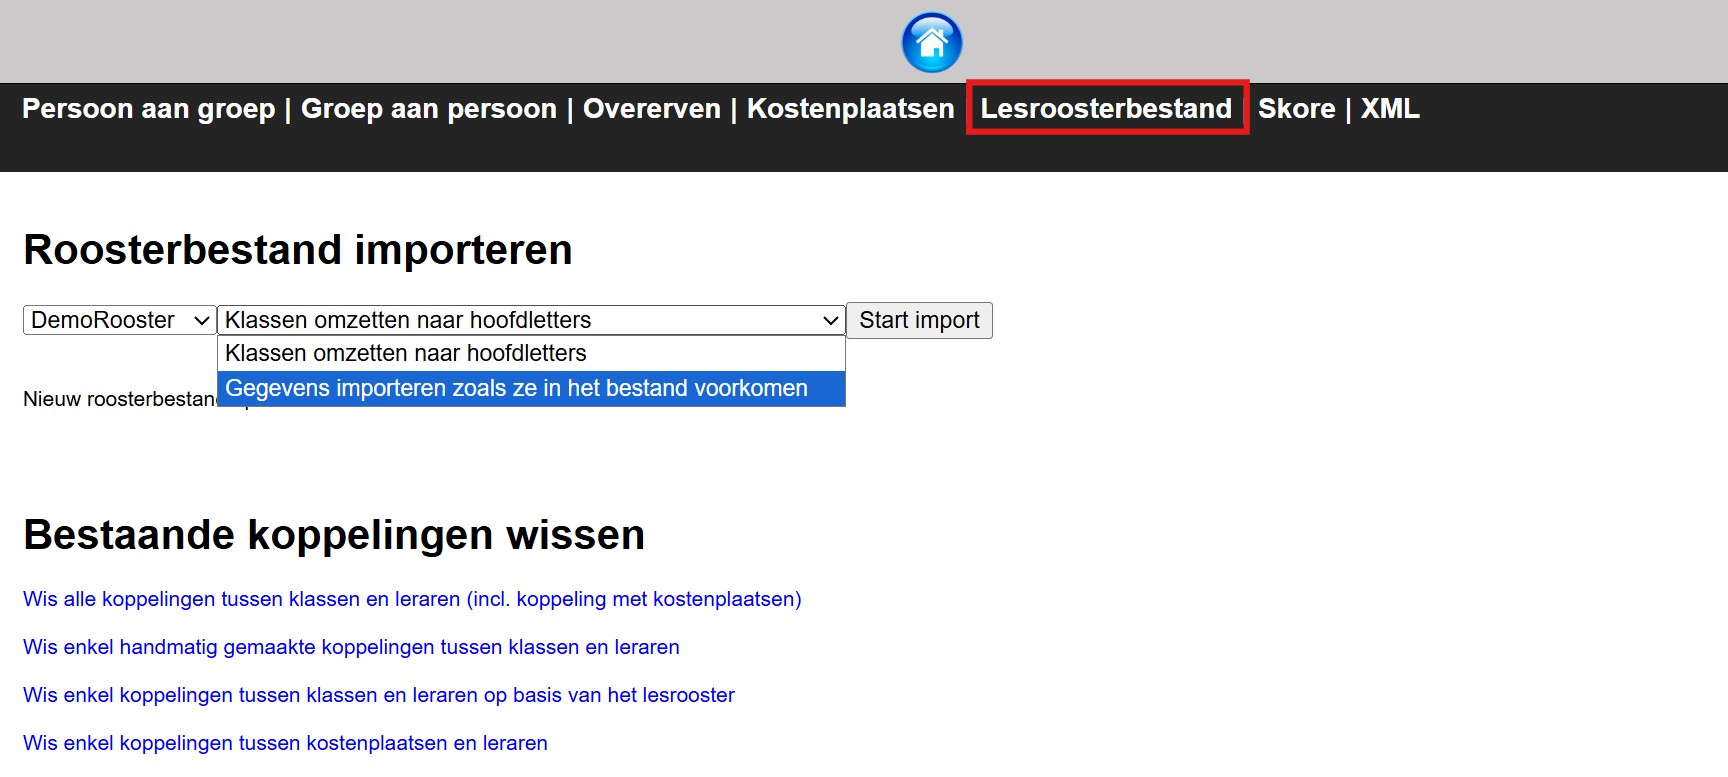 Persoon aan groep | Groep aan persoon | Overerven | Kostenplaatsen | Lesroosterbestand | Skore | XML
Roosterbestand importeren
DemoRooster Klassen omzetten naar hoofdletters Start import
Klassen omzetten naar hoofdletters
Gegevens importeren zoals ze in het bestand voorkomen
Nieuw
Bestaande koppelingen wissen
Wis alle koppelingen tussen klassen en leraren (incl. koppeling met kostenplaatsen)
Wis enkel handmatig gemaakte koppelingen tussen klassen en leraren
Wis enkel koppelingen tussen klassen en leraren op basis van het lesrooster
Wis enkel koppelingen tussen kostenplaatsen en leraren